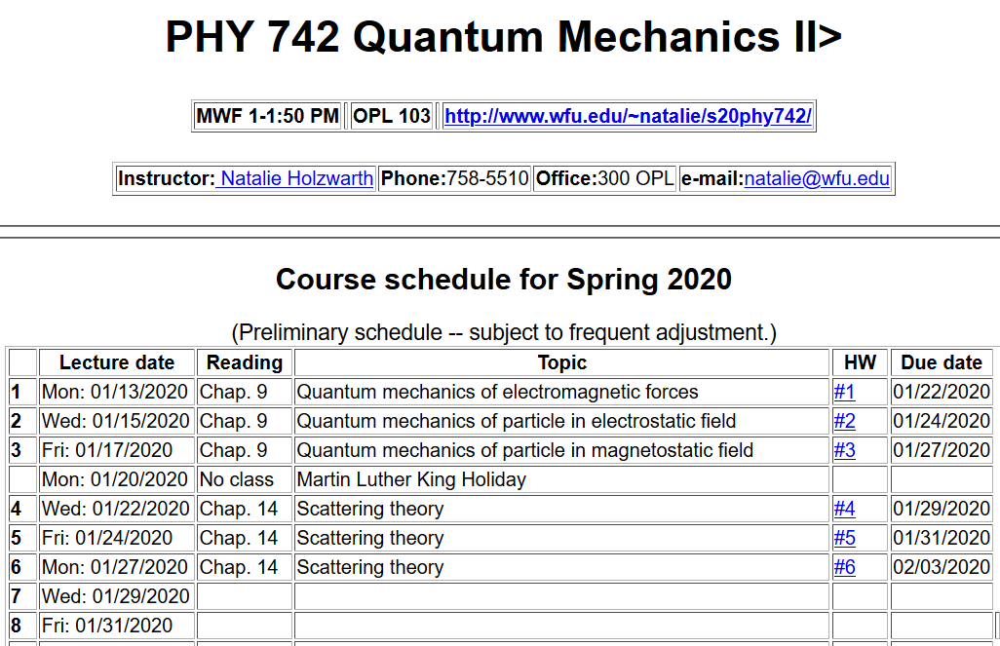 PHY 742 Quantum Mechanics II>
MWF 1-1:50 PM OPL 103 http://www.wfu.edu/~natalie/s20phy742/
Instructor: Natalie Holzwarth Phone:758-5510 Office:300 OPL e-mail:natalie@wfu.edu
Course schedule for Spring 2020
(Preliminary schedule -- subject to frequent adjustment.)
Lecture date Reading Topic HW Due date
1 Mon: 01/13/2020 Chap. 9 Quantum mechanics of electromagnetic forces #1 01/22/2020
2 Wed: 01/15/2020 Chap. 9 Quantum mechanics of particle in electrostatic field #2 01/24/2020
3 Fri: 01/17/2020 Chap. 9 Quantum mechanics of particle in magnetostatic field #3 01/27/2020
Mon: 01/20/2020 No class Martin Luther King Holiday
4 Wed: 01/22/2020 Chap. 14 Scattering theory #4 01/29/2020
5 Fri: 01/24/2020 Chap. 14 Scattering theory #5 01/31/2020
6 Mon: 01/27/2020 Chap. 14 Scattering theory #6 02/03/2020
7 Wed: 01/29/2020
8 Fri: 01/31/2020